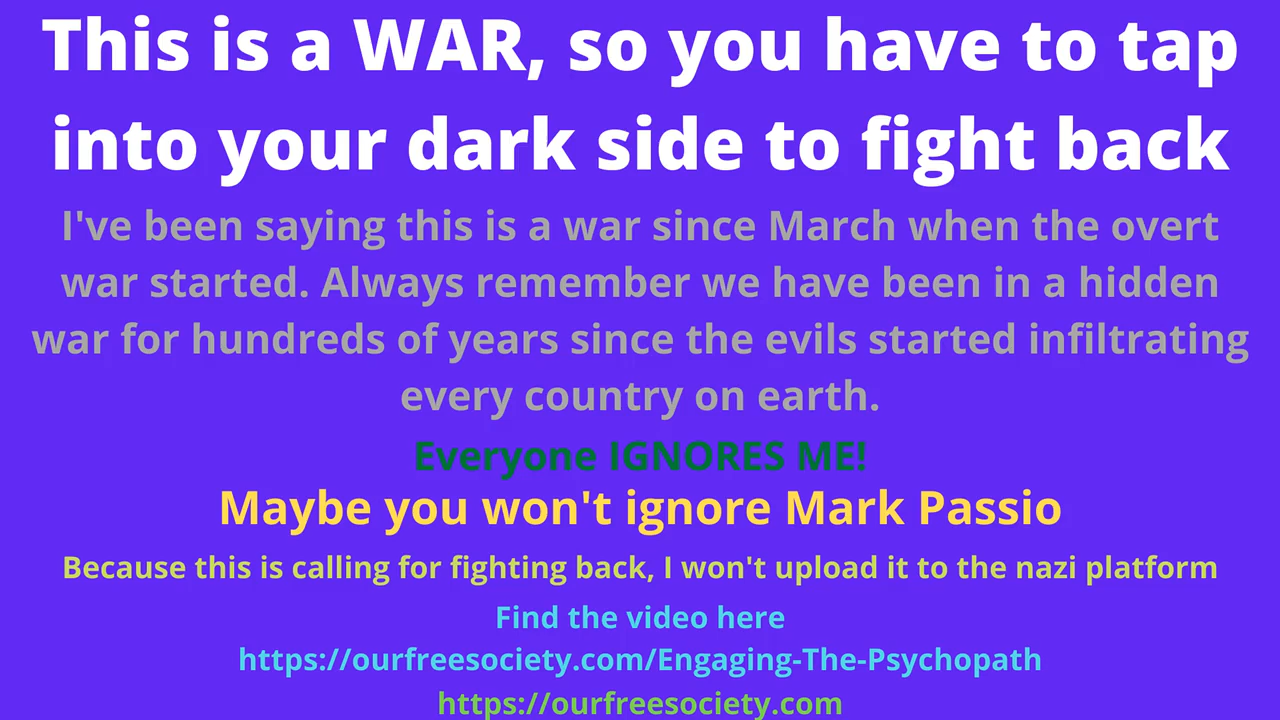 This is a WAR, so you have to tap
into your dark side to fight back
I've been saying this is a war since March when the overt
war started. Always remember we have been in a hidden
war for hundreds of years since the evils started infiltrating
every country on earth.
Everyone IGNORES ME!
Maybe you won't ignore Mark Passio
Because this is calling for fighting back, I won't upload it to the nazi platform
Find the video here
https://ourfreesociety.com/Engaging-The-Psychopath
https://ourfreesociety.com